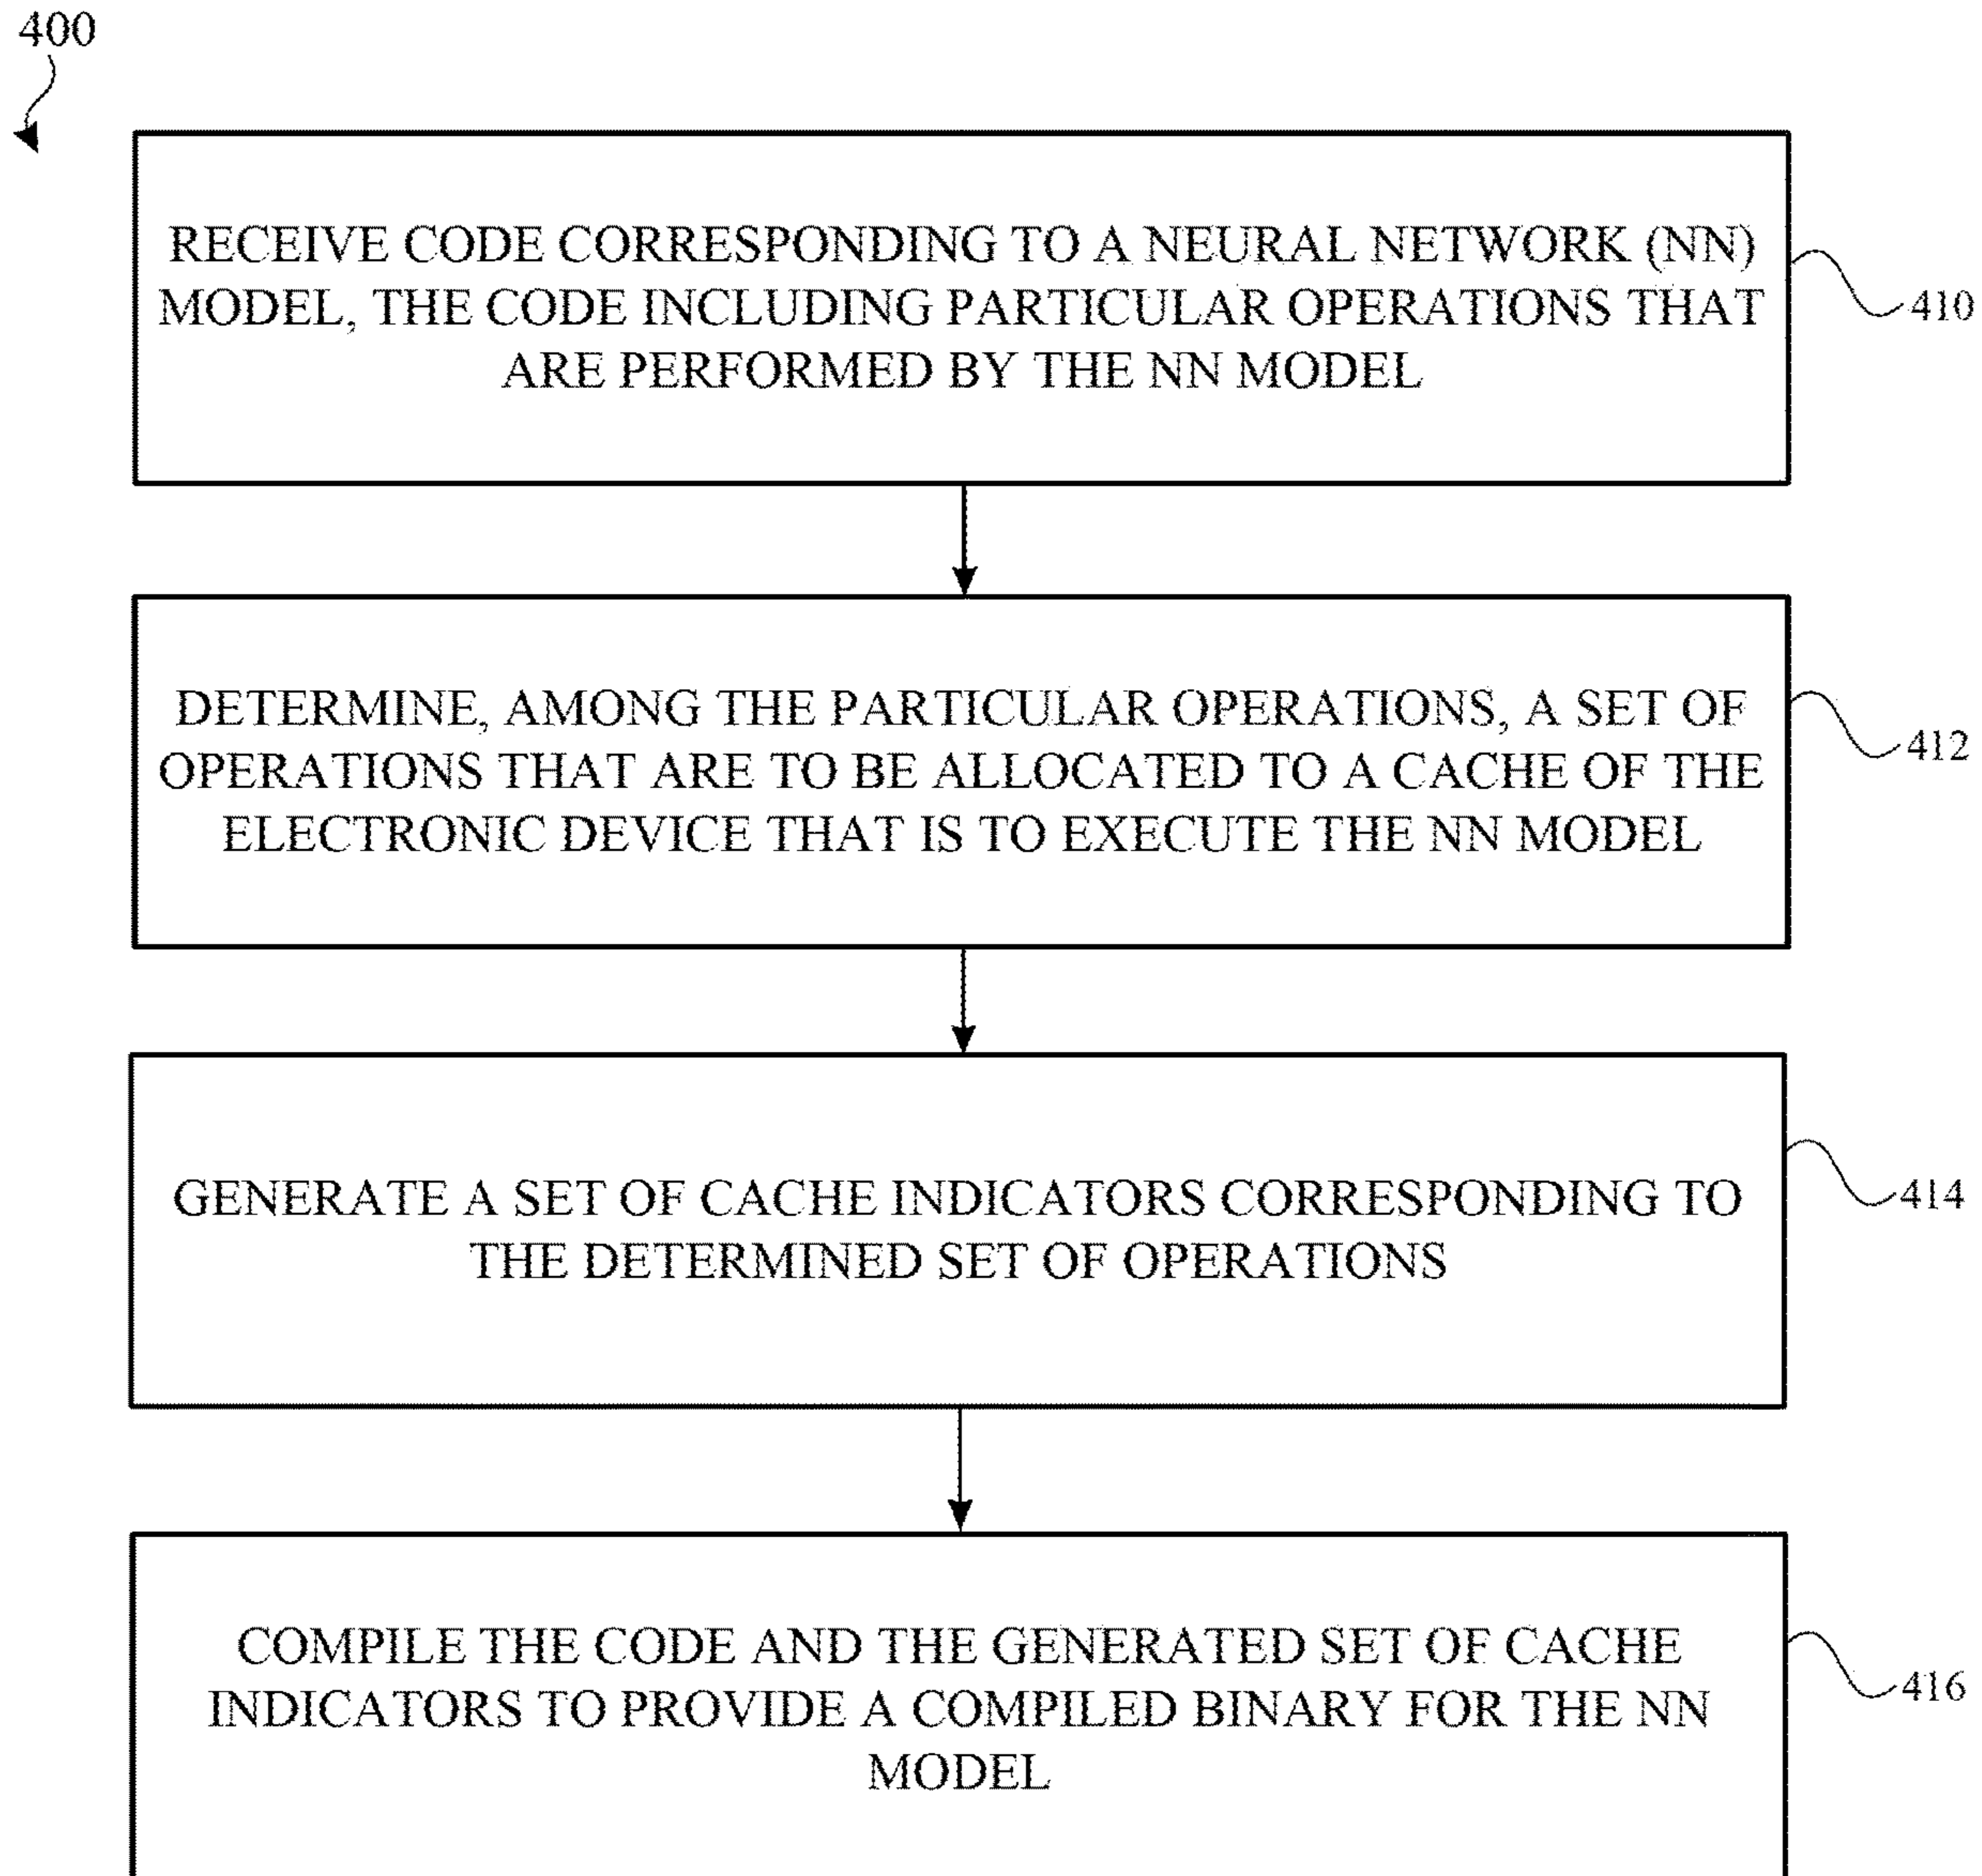 400
RECEIVE CODE CORRESPONDING TO A NEURAL NETWORK (NN)
MODEL, THE CODE INCLUDING PARTICULAR OPERATIONS THAT
ARE PERFORMED BY THE NN MODEL
410
DETERMINE, AMONG THE PARTICULAR OPERATIONS, A SET OF
OPERATIONS THAT ARE TO BE ALLOCATED TO A CACHE OF THE
ELECTRONIC DEVICE THAT IS TO EXECUTE THE NN MODEL
412
GENERATE A SET OF CACHE INDICATORS CORRESPONDING TO
THE DETERMINED SET OF OPERATIONS
414
COMPILE THE CODE AND THE GENERATED SET OF CACHE
INDICATORS TO PROVIDE A COMPILED BINARY FOR THE NN
MODEL
416